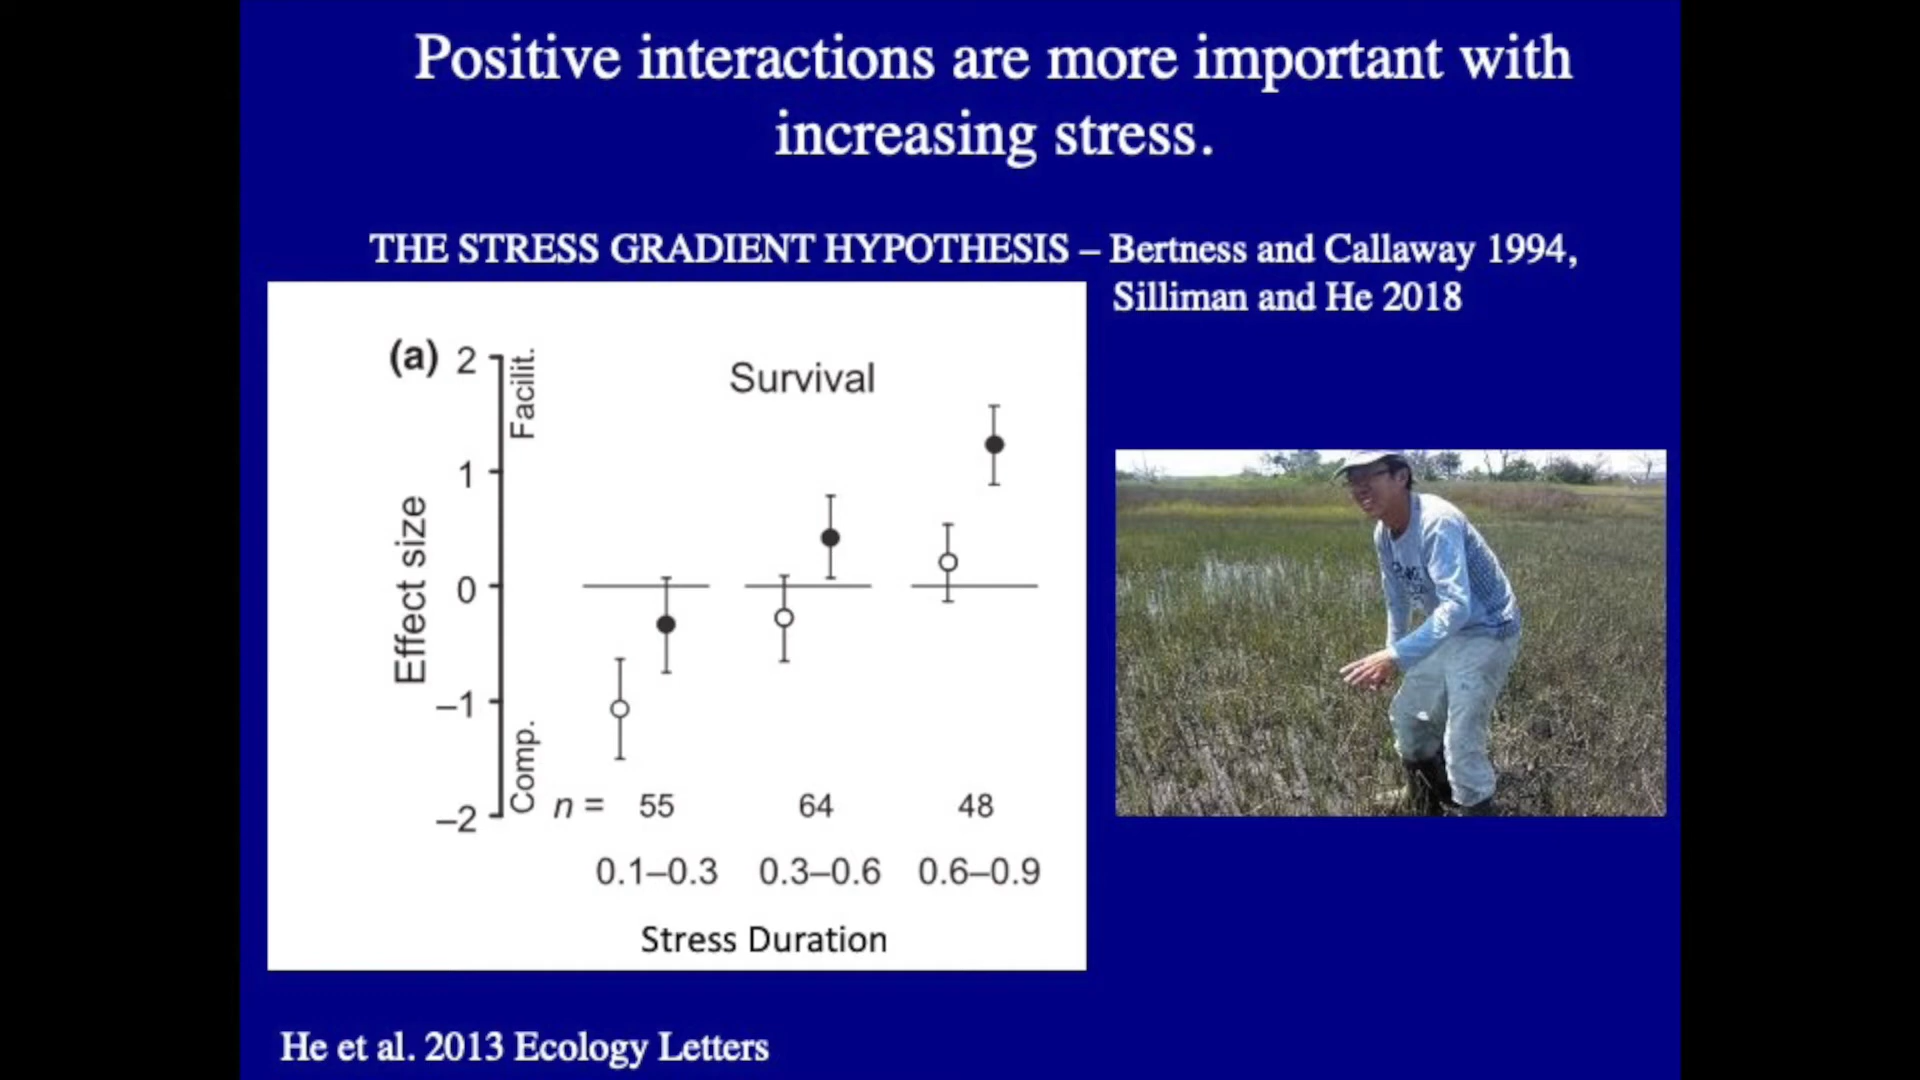 Positive interactions are more important with
increasing stress.
THE STRESS GRADIENT HYPOTHESIS – Bertness and Callaway 1994,
Silliman and He 2018
(a)
Survival
Effect size
2
1
0
–1
–2
Facilit.
Comp.
n = 55 64 48
0.1–0.3 0.3–0.6 0.6–0.9
Stress Duration
He et al. 2013 Ecology Letters